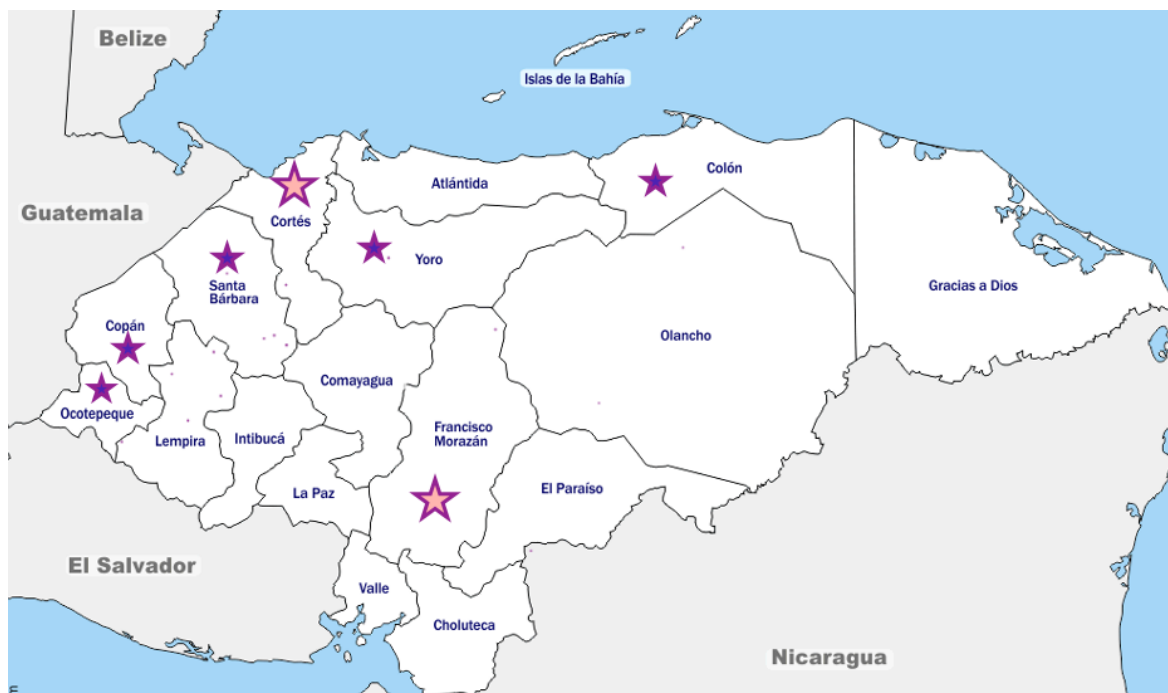 Belize
Islas de la Bahía
Colón
Atlántida
Guatemala
Cortés
Yoro
Santa
Bárbara
Gracias a Dios
Copán
Olancho
Comayagua
Ocotepeque
Francisco
Morazán
Lempira
Intibucá
La Paz
El Paraíso
El Salvador
Valle
Choluteca
Nicaragua